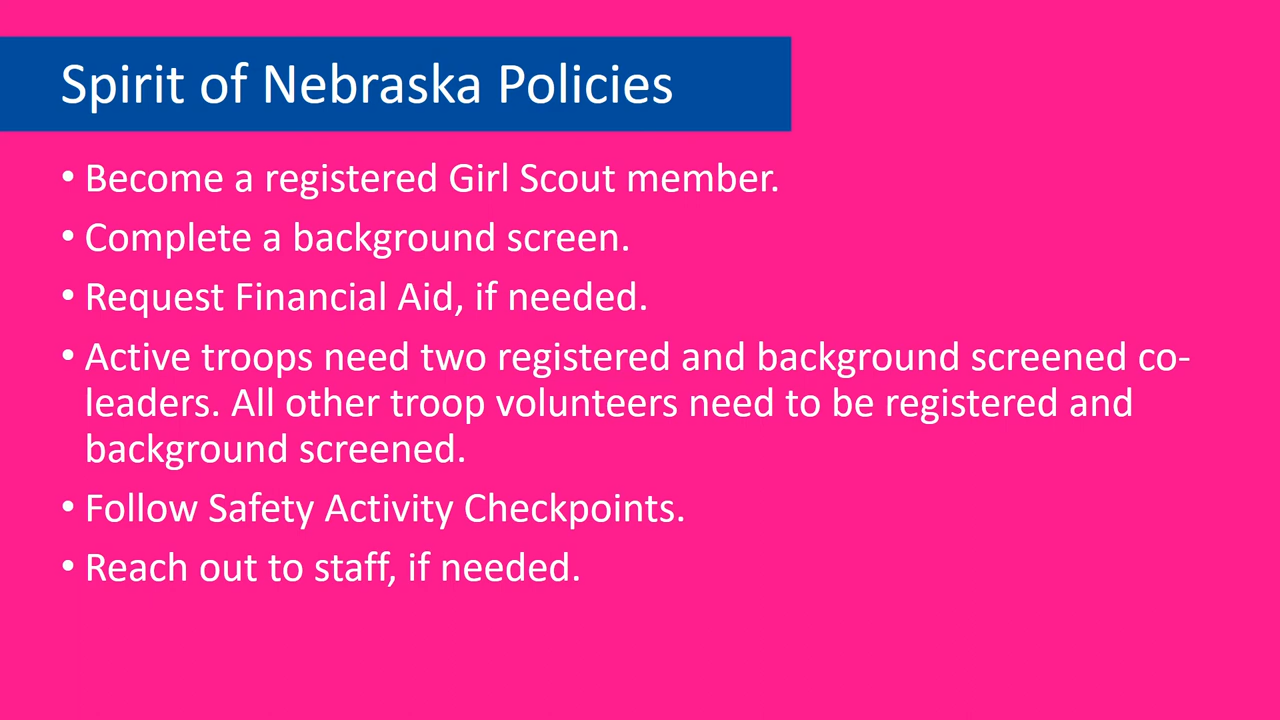 Spirit of Nebraska Policies
• Become a registered Girl Scout member.
• Complete a background screen.
• Request Financial Aid, if needed.
• Active troops need two registered and background screened co-
leaders. All other troop volunteers need to be registered and
background screened.
• Follow Safety Activity Checkpoints.
• Reach out to staff, if needed.